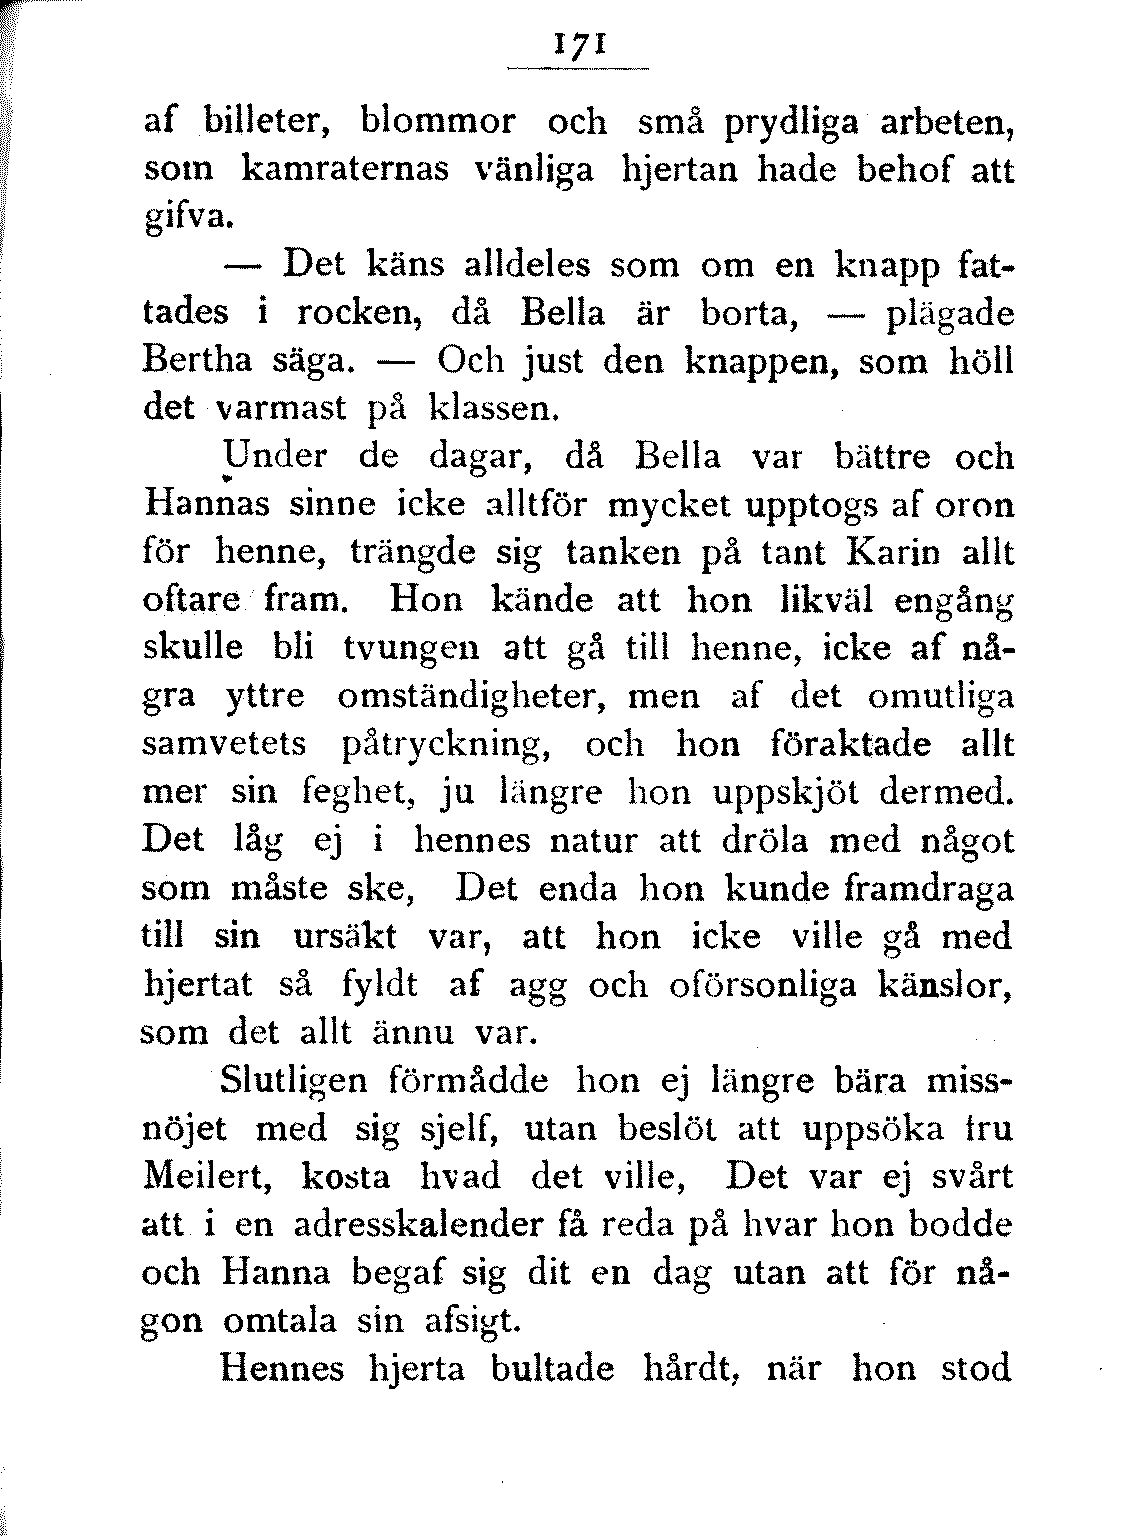 171
af billeter, blommor och små prydliga arbeten,
som kamraternas vänliga hjertan hade behof att
gifva.
— Det käns alldeles som om en knapp fat-
tades i rocken, då Bella är borta, — plägade
Bertha säga. — Och just den knappen, som höll
det varmast på klassen.
Under de dagar, då Bella var bättre och
Hannas sinne icke alltför mycket upptogs af oron
för henne, trängde sig tanken på tant Karin allt
oftare fram. Hon kände att hon likväl engång
skulle bli tvungen att gå till henne, icke af nå-
gra yttre omständigheter, men af det omutliga
samvetets påtryckning, och hon föraktade allt
mer sin feghet, ju längre hon uppskjöt dermed.
Det låg ej i hennes natur att dröla med något
som måste ske, Det enda hon kunde framdraga
till sin ursäkt var, att hon icke ville gå med
hjertat så fyldt af agg och oförsonliga känslor,
som det allt ännu var.
Slutligen förmådde hon ej längre bära miss-
nöjet med sig sjelf, utan beslöt att uppsöka fru
Meilert, kosta hvad det ville, Det var ej svårt
att i en adresskalender få reda på hvar hon bodde
och Hanna begaf sig dit en dag utan att för nå-
gon omtala sin afsigt.
Hennes hjerta bultade hårdt, när hon stod